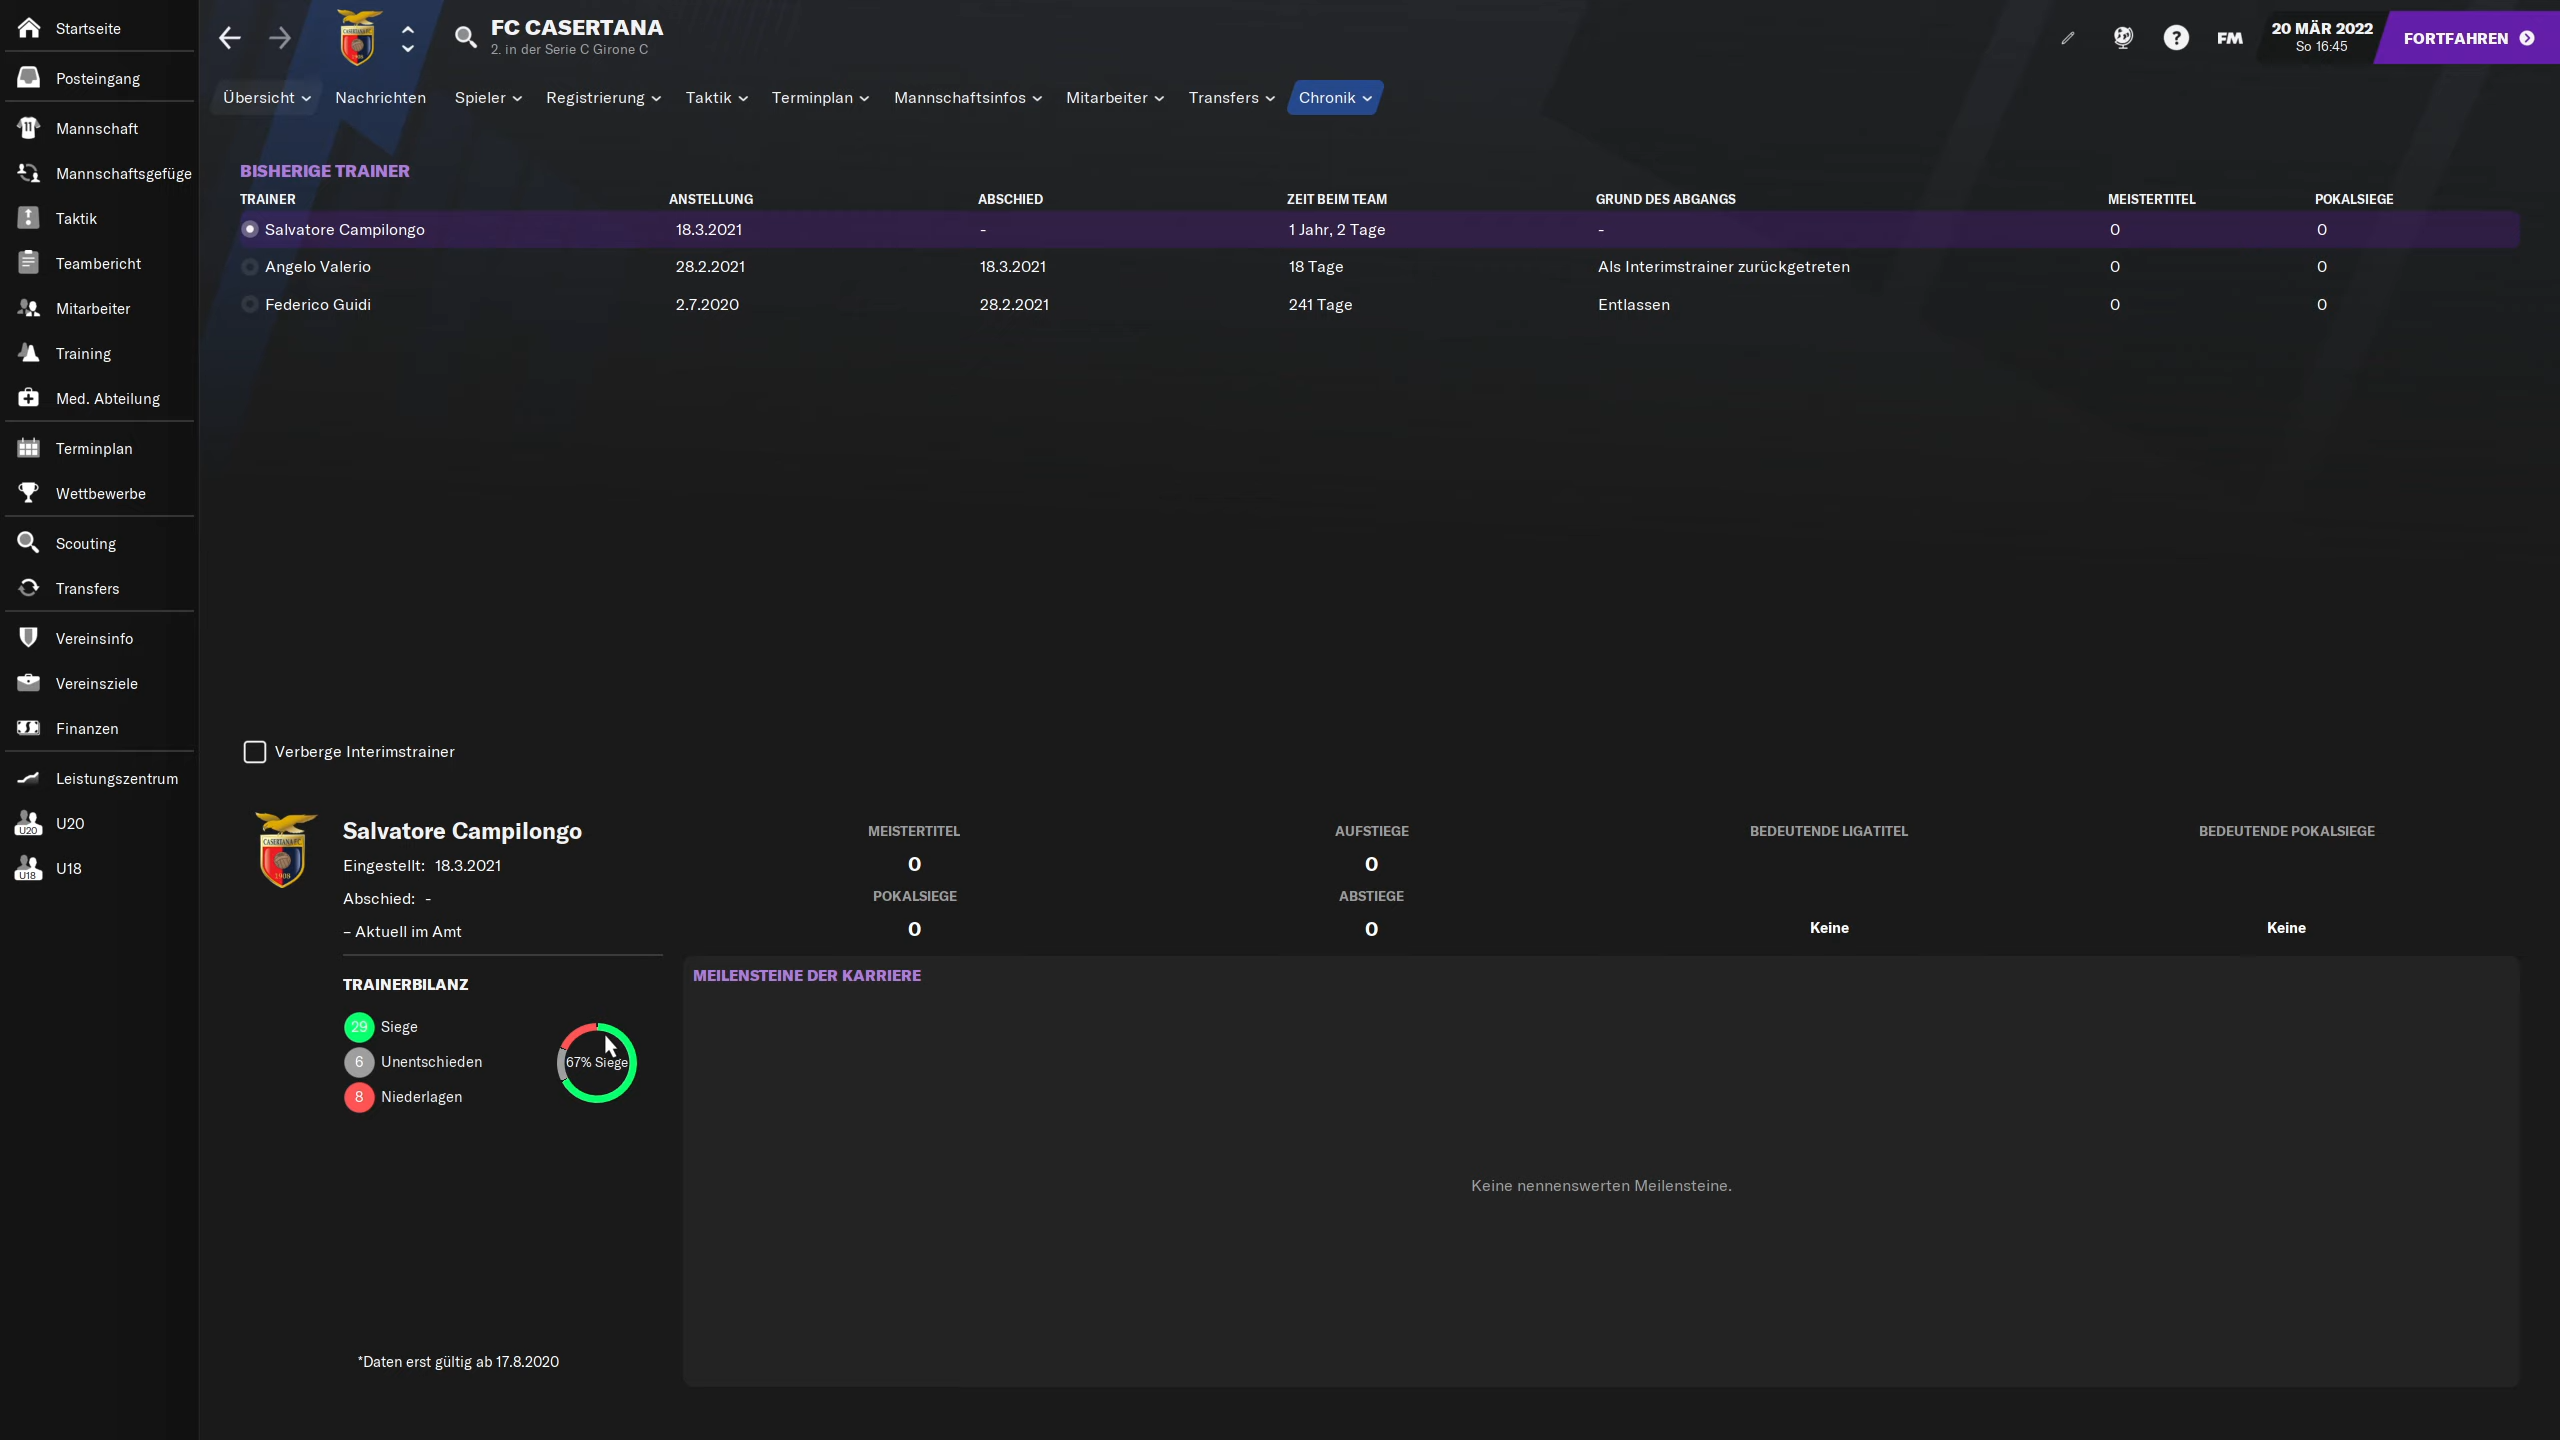 Startseite
Posteingang
Mannschaft
Mannschaftsgefüge
Taktik
Teambericht
Mitarbeiter
Training
Med. Abteilung
Terminplan
Wettbewerbe
Scouting
Transfers
Vereinsinfo
Vereinsziele
Finanzen
Leistungszentrum
U20 U20
U18 U18
FC CASERTANA
2. in der Serie C Girone C
FM
20 MÄR 2022
So 16:45
FORTFAHREN
Übersicht Nachrichten Spieler Registrierung Taktik Terminplan Mannschaftsinfos Mitarbeiter Transfers Chronik
BISHERIGE TRAINER
TRAINER ANSTELLUNG ABSCHIED ZEIT BEIM TEAM GRUND DES ABGANGS MEISTERTITEL POKALSIEGE
Salvatore Campilongo 18.3.2021 - 1 Jahr, 2 Tage - 0 0
Angelo Valerio 28.2.2021 18.3.2021 18 Tage Als Interimstrainer zurückgetreten 0 0
Federico Guidi 2.7.2020 28.2.2021 241 Tage Entlassen 0 0
Verberge Interimstrainer
CASERTANA FC
1908
Salvatore Campilongo
Eingestellt: 18.3.2021
Abschied: -
– Aktuell im Amt
MEISTERTITEL
0
POKALSIEGE
0
AUFSTIEGE
0
ABSTIEGE
0
BEDEUTENDE LIGATITEL
Keine
BEDEUTENDE POKALSIEGE
Keine
TRAINERBILANZ
29 Siege
6 Unentschieden
8 Niederlagen
67% Siege
*Daten erst gültig ab 17.8.2020
MEILENSTEINE DER KARRIERE
Keine nennenswerten Meilensteine.